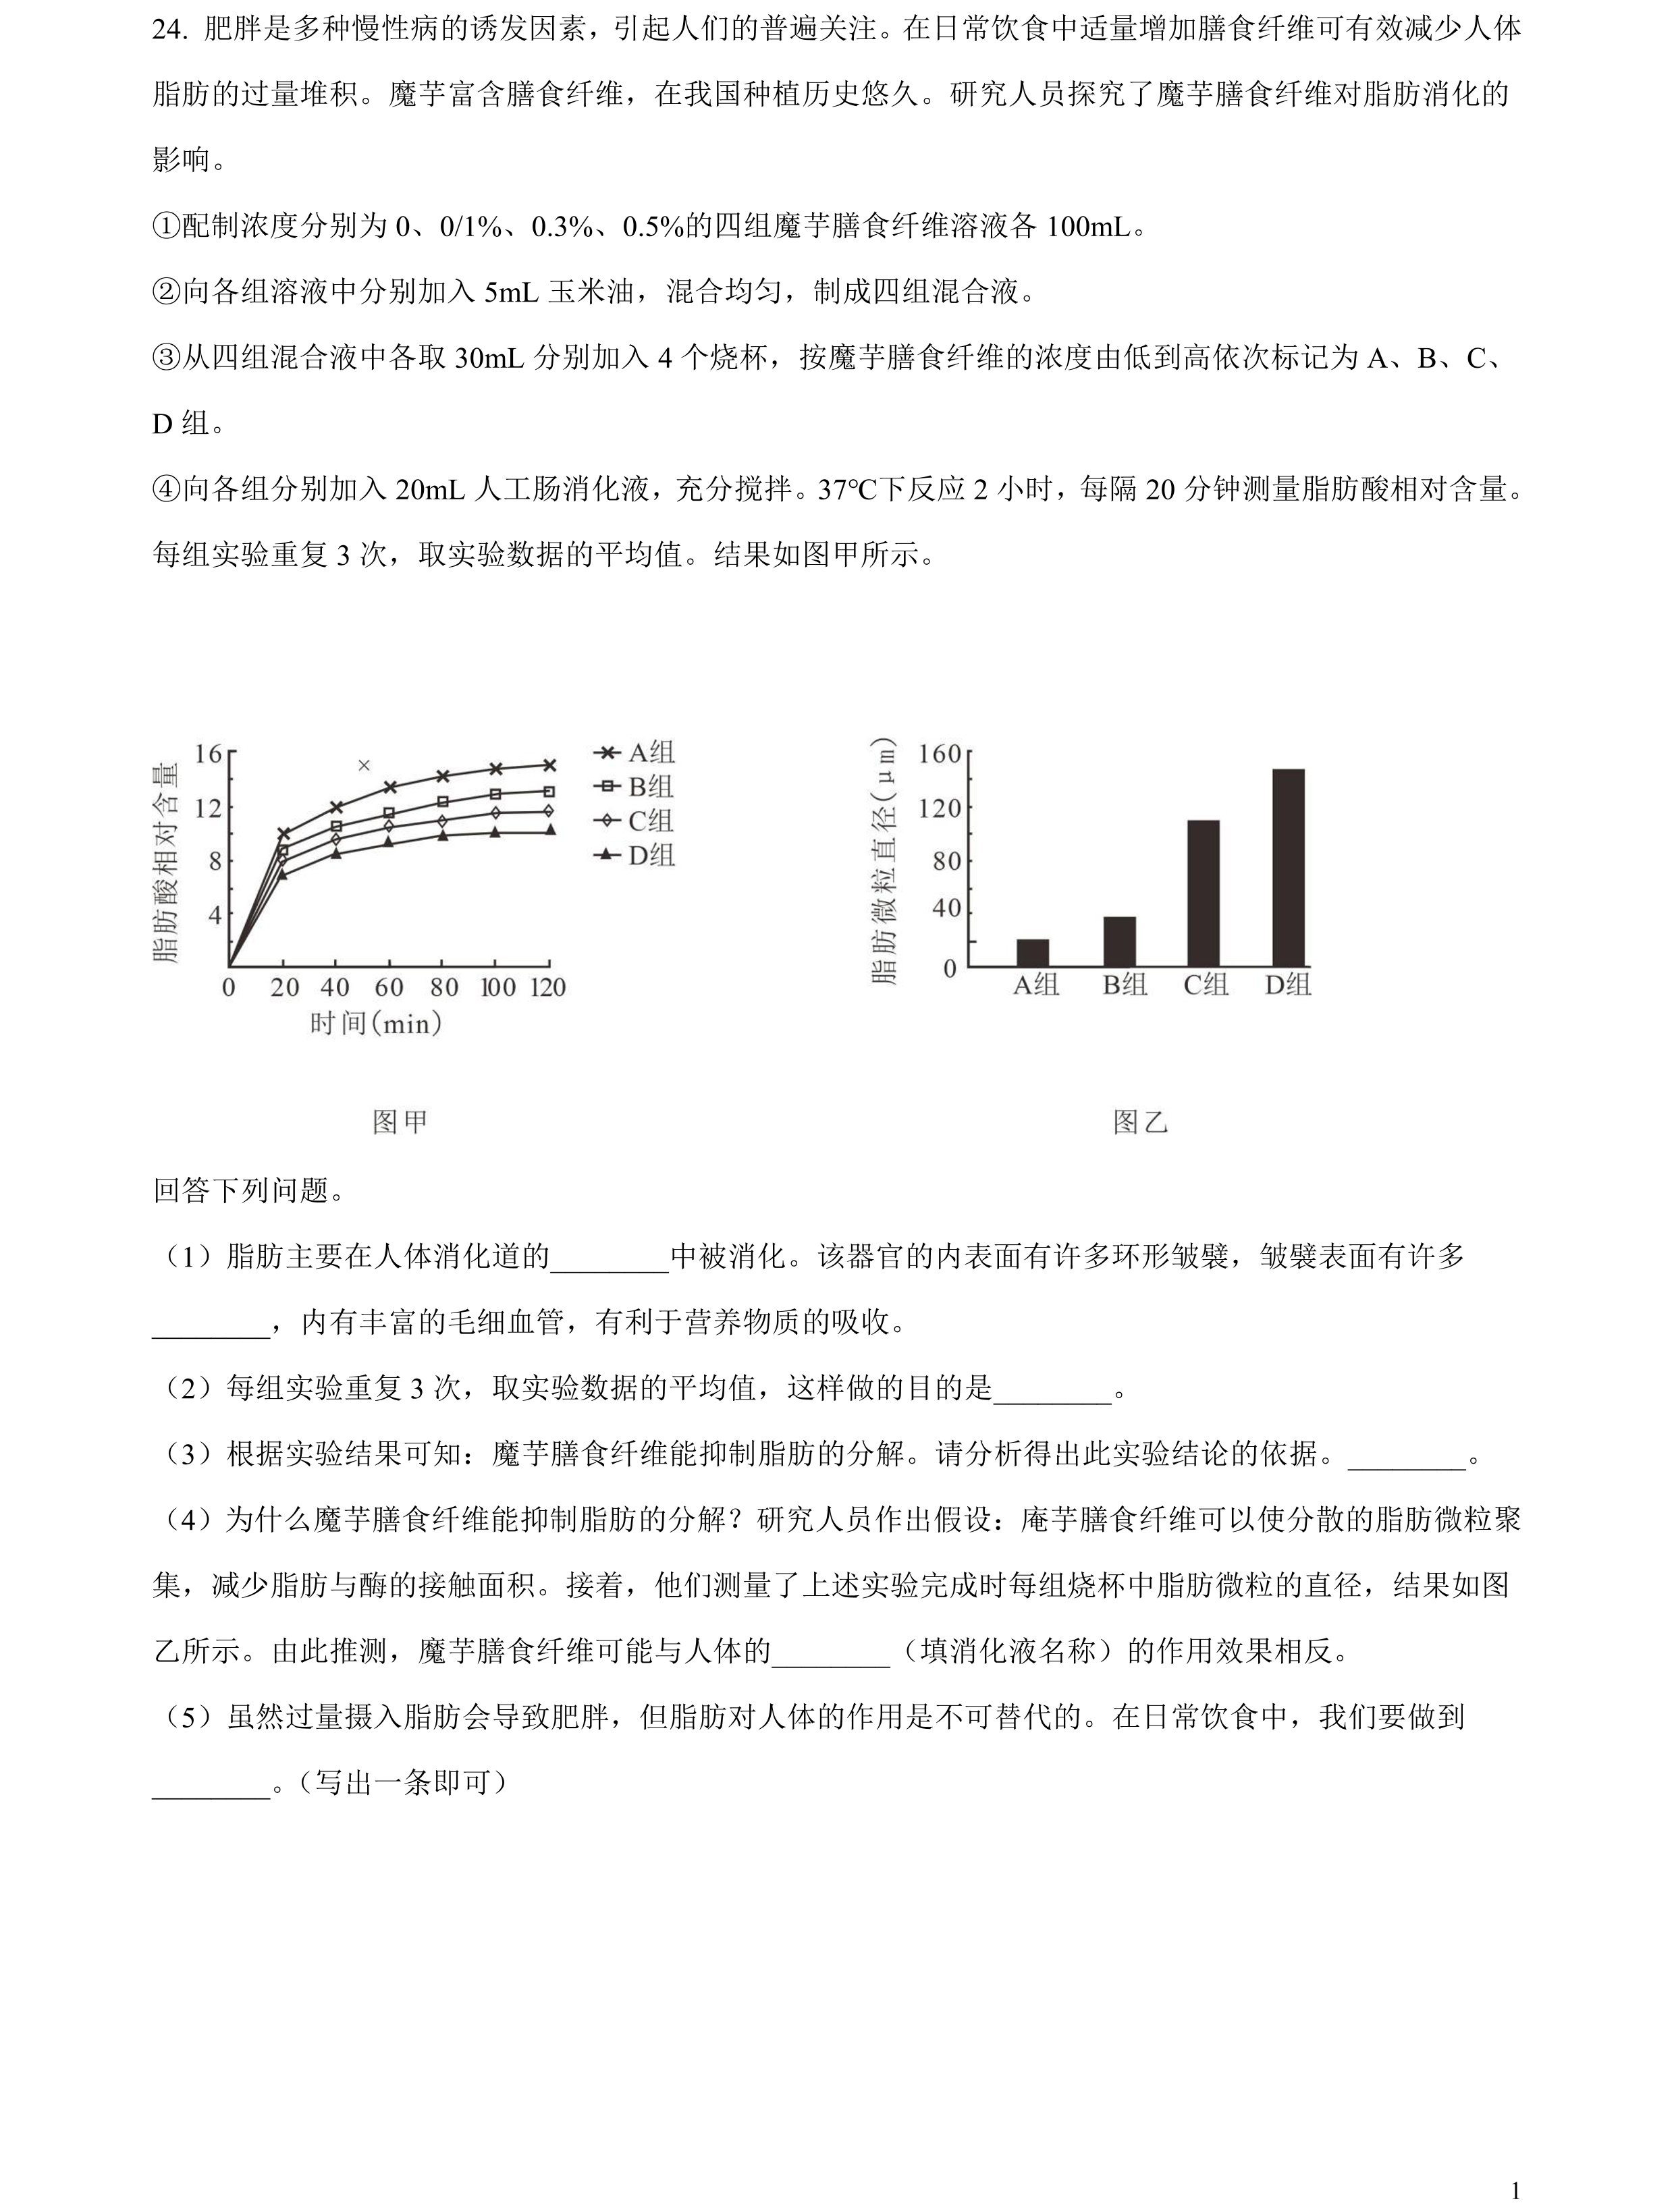 24. 肥胖是多种慢性病的诱发因素，引起人们的普遍关注。在日常饮食中适量增加膳食纤维可有效减少人体
脂肪的过量堆积。魔芋富含膳食纤维，在我国种植历史悠久。研究人员探究了魔芋膳食纤维对脂肪消化的
影响。
①配制浓度分别为 0、0/1%、0.3%、0.5%的四组魔芋膳食纤维溶液各 100mL。
②向各组溶液中分别加入 5mL 玉米油，混合均匀，制成四组混合液。
③从四组混合液中各取 30mL 分别加入 4 个烧杯，按魔芋膳食纤维的浓度由低到高依次标记为 A、B、C、
D 组。
④向各组分别加入 20mL 人工肠消化液，充分搅拌。37℃下反应 2 小时，每隔 20 分钟测量脂肪酸相对含量。
每组实验重复 3 次，取实验数据的平均值。结果如图甲所示。
脂肪酸相对含量
16
12
8
4
0 20 40 60 80 100 120
时间(min)
A组
B组
C组
D组
图甲
脂肪微粒直径(μm)
160
120
80
40
0
A组 B组 C组 D组
图乙
回答下列问题。
（1）脂肪主要在人体消化道的________中被消化。该器官的内表面有许多环形皱襞，皱襞表面有许多
________，内有丰富的毛细血管，有利于营养物质的吸收。
（2）每组实验重复 3 次，取实验数据的平均值，这样做的目的是________。
（3）根据实验结果可知：魔芋膳食纤维能抑制脂肪的分解。请分析得出此实验结论的依据。________。
（4）为什么魔芋膳食纤维能抑制脂肪的分解？研究人员作出假设：庵芋膳食纤维可以使分散的脂肪微粒聚
集，减少脂肪与酶的接触面积。接着，他们测量了上述实验完成时每组烧杯中脂肪微粒的直径，结果如图
乙所示。由此推测，魔芋膳食纤维可能与人体的________（填消化液名称）的作用效果相反。
（5）虽然过量摄入脂肪会导致肥胖，但脂肪对人体的作用是不可替代的。在日常饮食中，我们要做到
________。（写出一条即可）
1